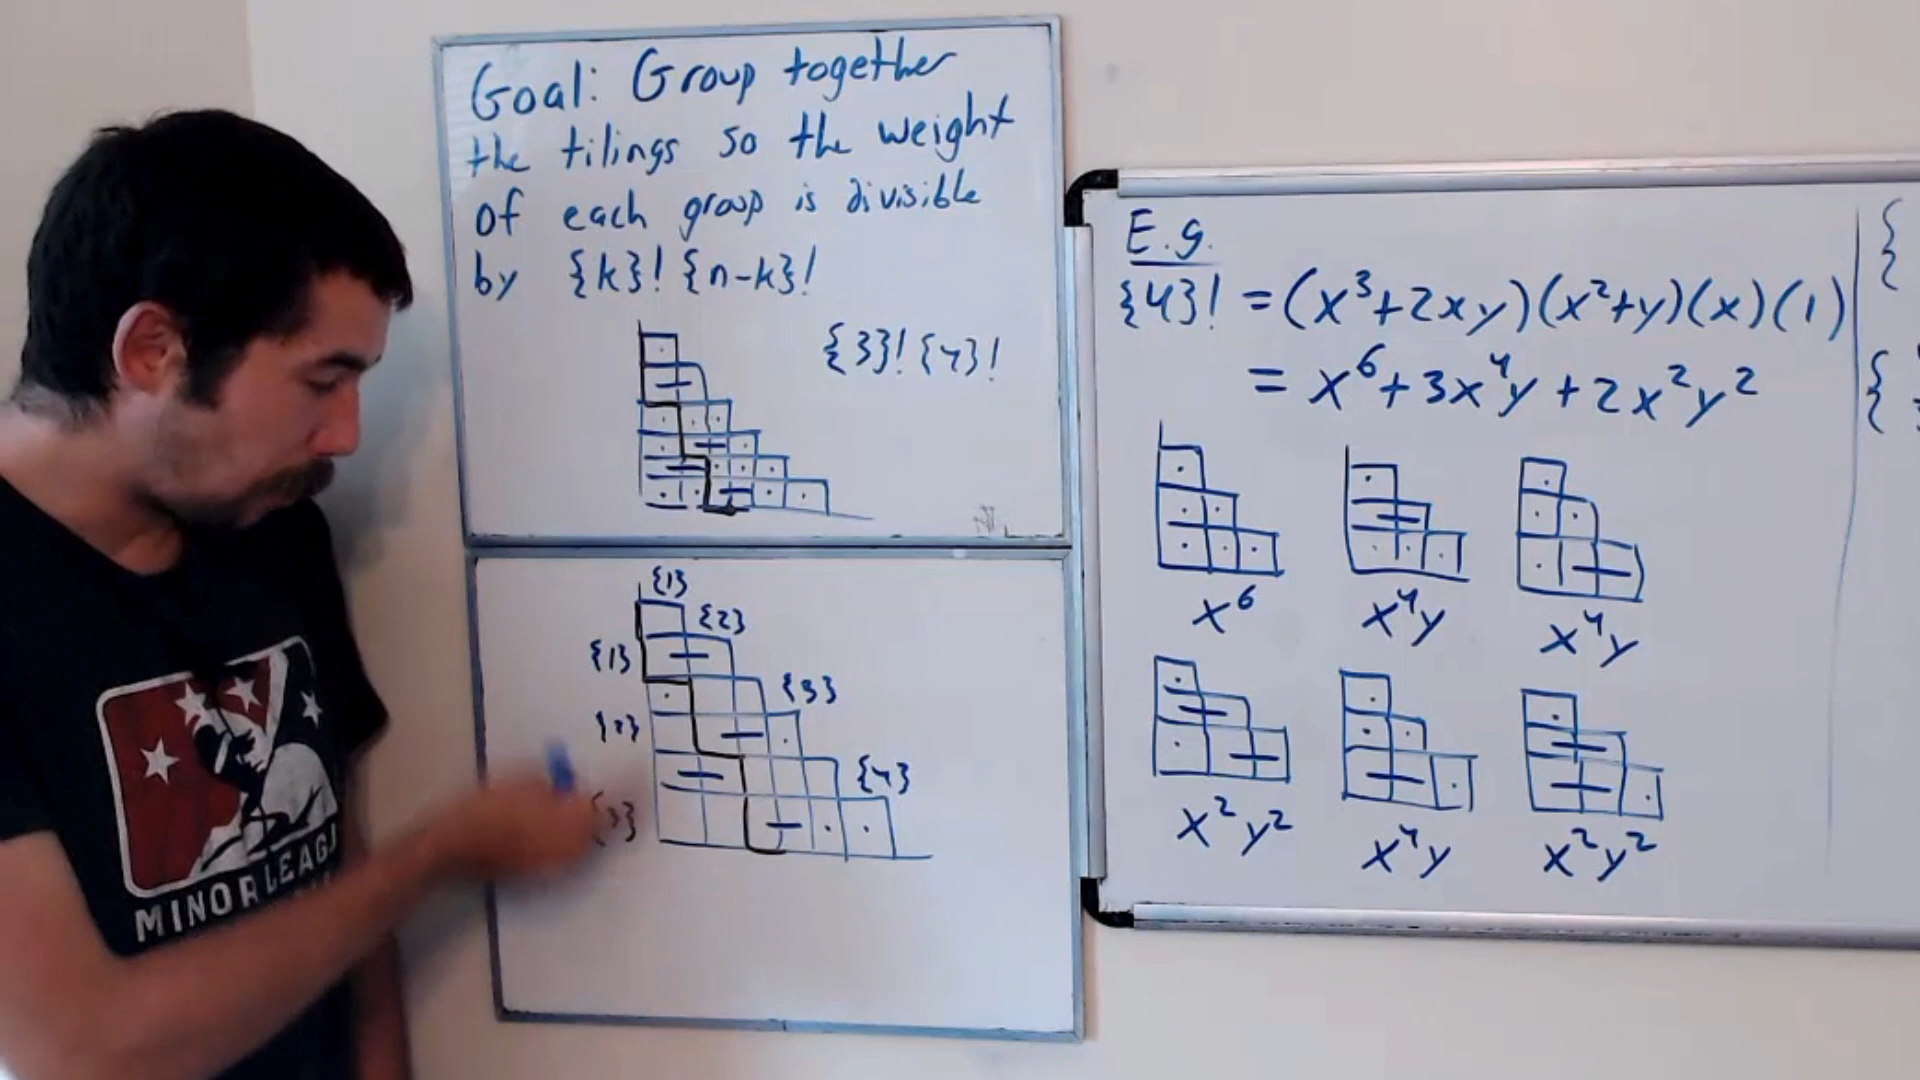 Goal: Group together
the tilings so the weight
of each group is divisible
by {k}! {n-k}!
{3}! {4}!
{1}
{2}
{1}
{3}
{2}
{4}
{3}
E.g.
{4}! = (x³+2xy)(x²+y)(x)(1)
= x⁶+3x⁴y+2x²y²
x⁶ x⁴y x⁴y
x²y² x⁴y x²y²
MINOR LEAGU